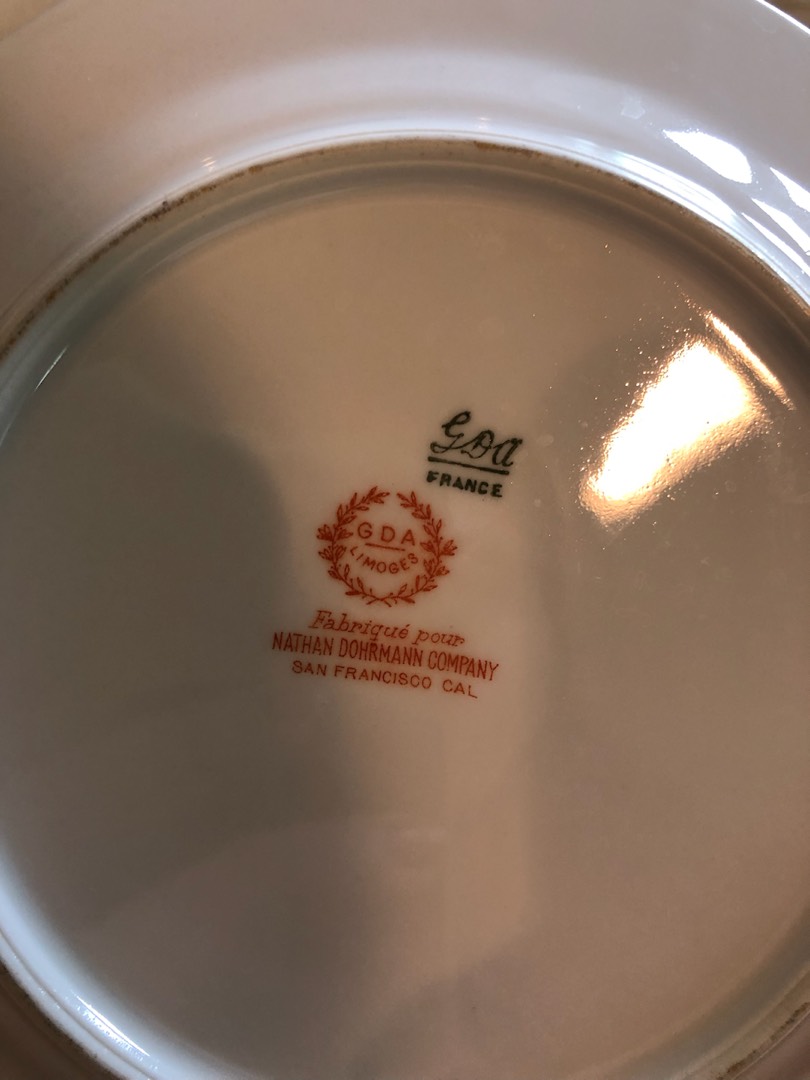 GDA
FRANCE
GDA
LIMOGES
Fabriqué pour
NATHAN DOHRMANN COMPANY
SAN FRANCISCO CAL